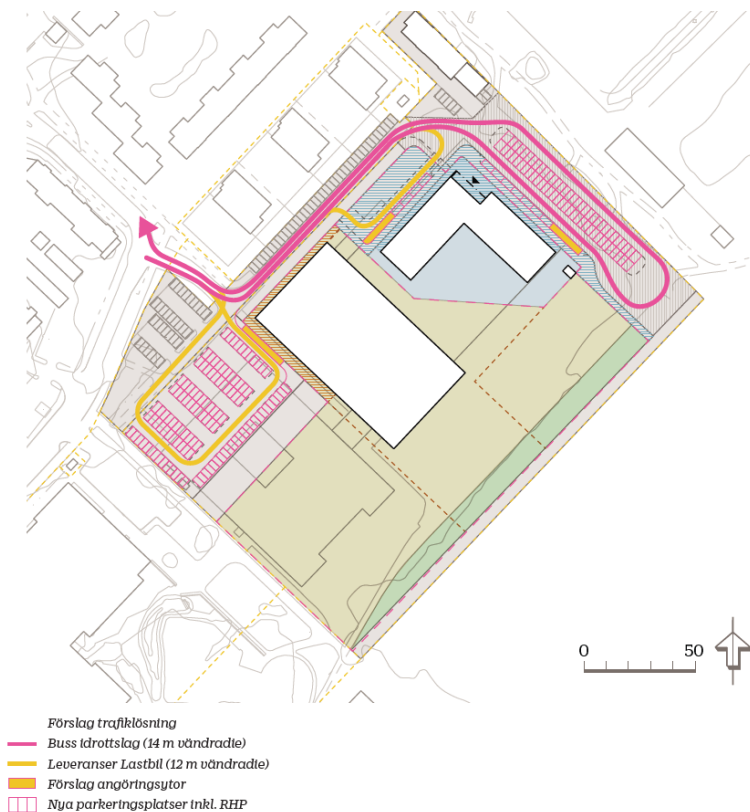 0 50
Förslag trafiklösning
Buss idrottslag (14 m vändradie)
Leveranser Lastbil (12 m vändradie)
Förslag angöringsytor
Nya parkeringsplatser inkl. RHP